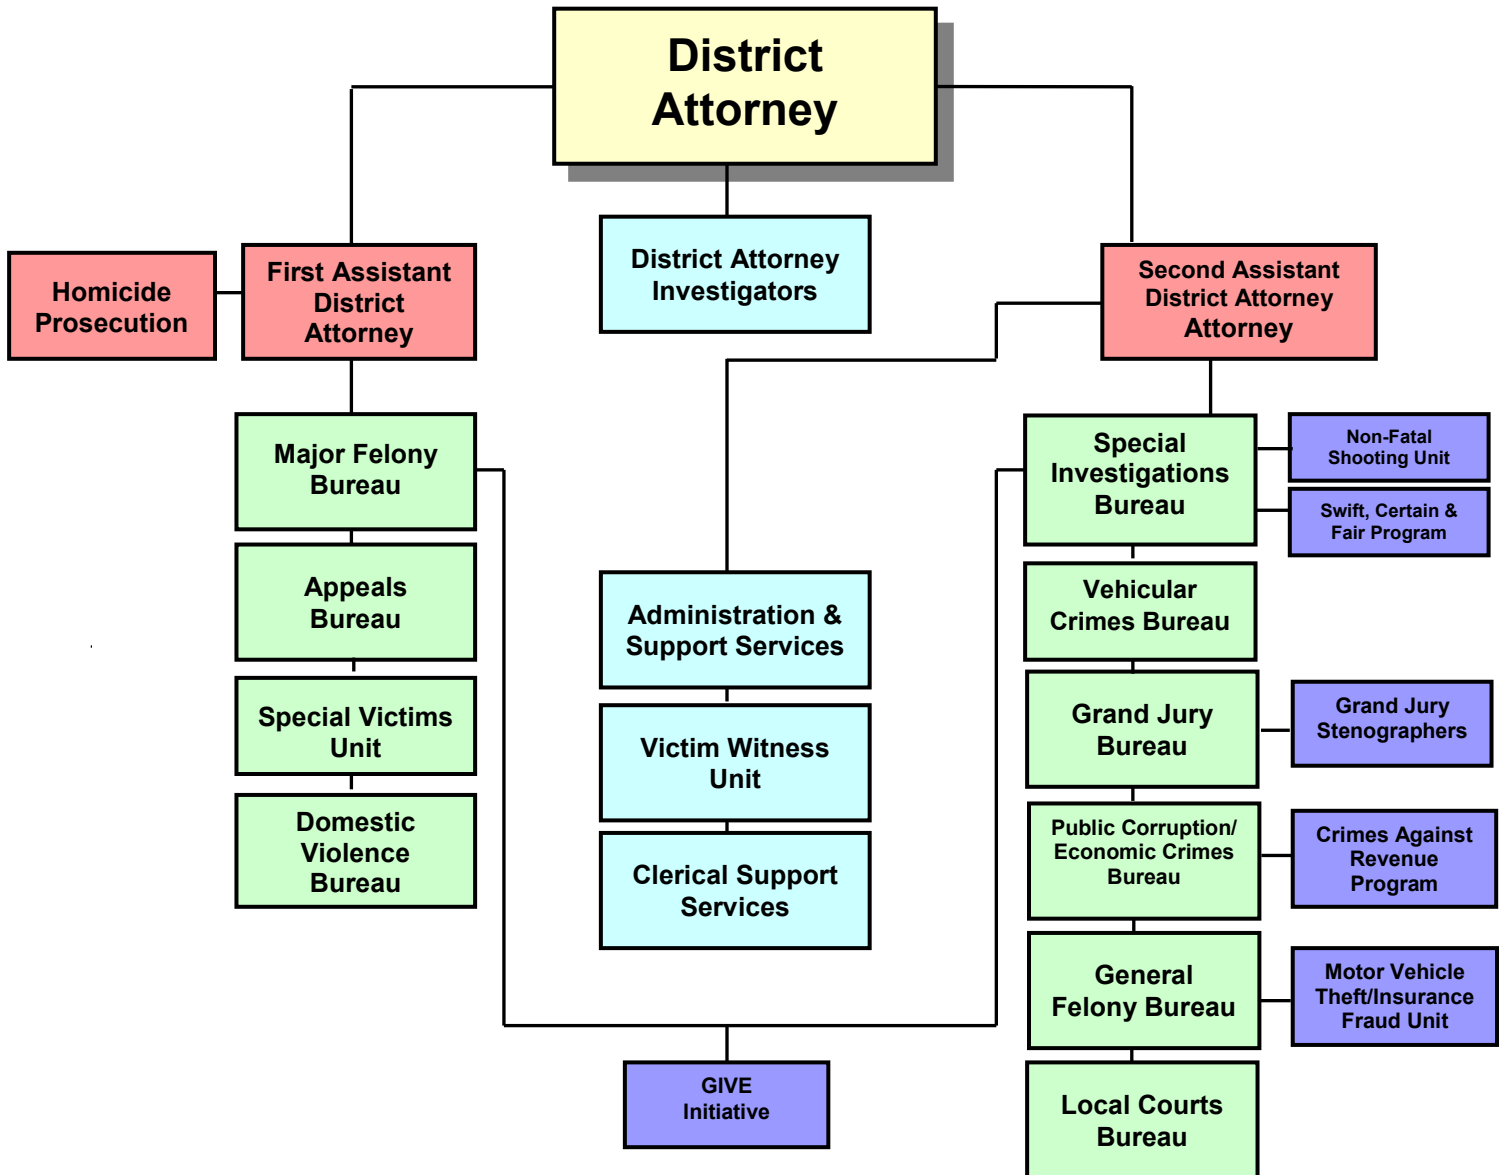 District
Attorney
Homicide
Prosecution
First Assistant
District
Attorney
District Attorney
Investigators
Second Assistant
District Attorney
Attorney
Major Felony
Bureau
Appeals
Bureau
Special Victims
Unit
Domestic
Violence
Bureau
Administration &
Support Services
Victim Witness
Unit
Clerical Support
Services
Special
Investigations
Bureau
Non-Fatal
Shooting Unit
Swift, Certain &
Fair Program
Vehicular
Crimes Bureau
Grand Jury
Bureau
Grand Jury
Stenographers
Public Corruption/
Economic Crimes
Bureau
Crimes Against
Revenue
Program
General
Felony Bureau
Motor Vehicle
Theft/Insurance
Fraud Unit
Local Courts
Bureau
GIVE
Initiative